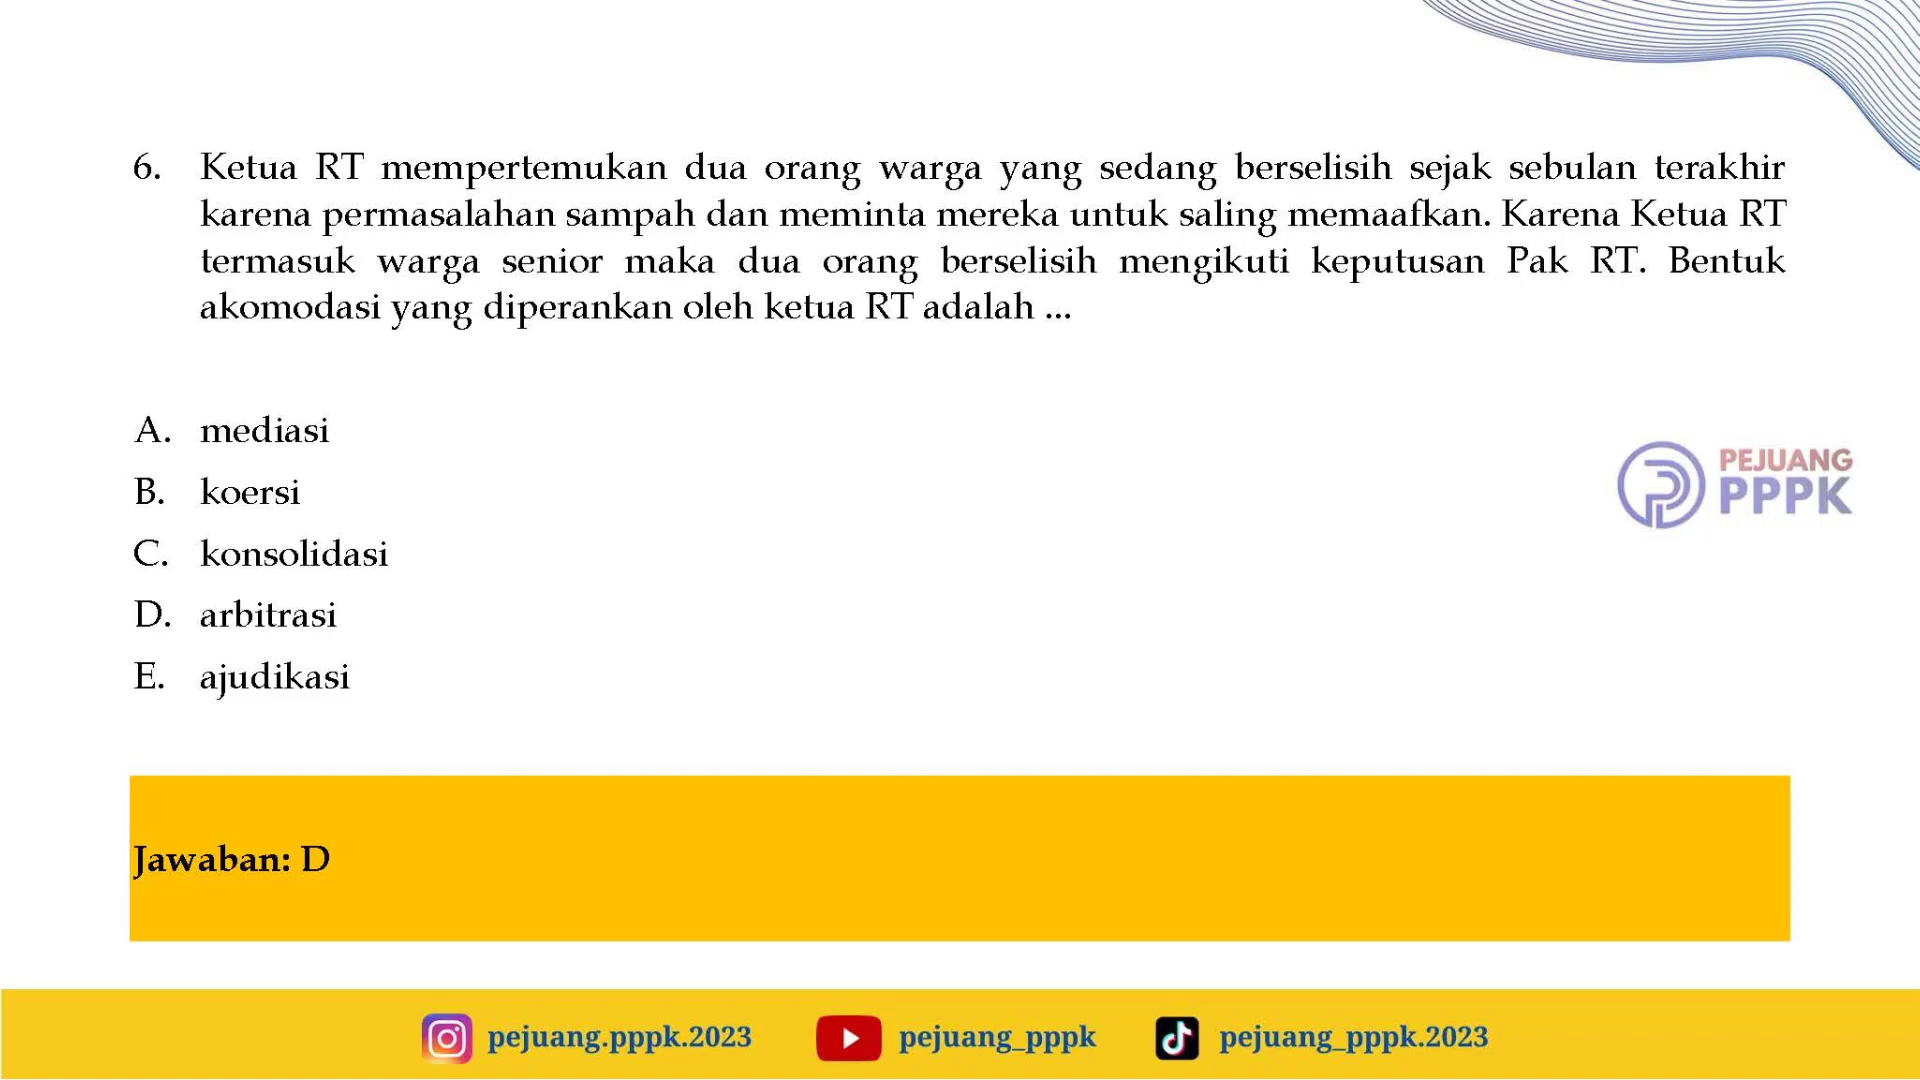 6. Ketua RT mempertemukan dua orang warga yang sedang berselisih sejak sebulan terakhir
karena permasalahan sampah dan meminta mereka untuk saling memaafkan. Karena Ketua RT
termasuk warga senior maka dua orang berselisih mengikuti keputusan Pak RT. Bentuk
akomodasi yang diperankan oleh ketua RT adalah ...
A. mediasi
B. koersi
C. konsolidasi
D. arbitrasi
E. ajudikasi
PEJUANG
PPPK
Jawaban: D
pejuang.pppk.2023 pejuang_pppk pejuang_pppk.2023